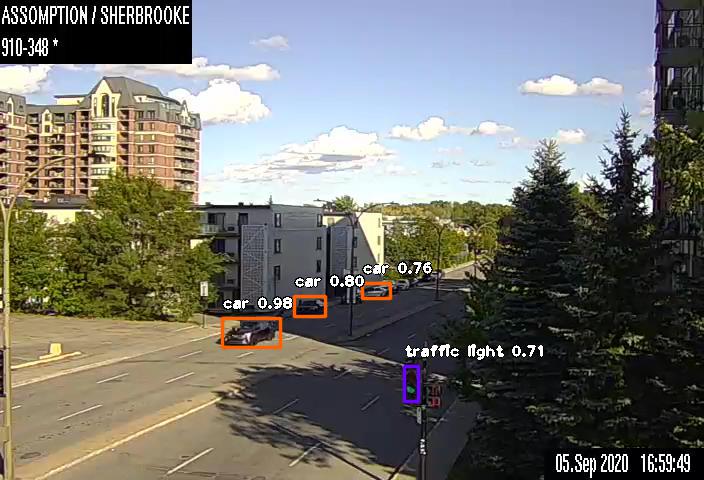 ASSOMPTION / SHERBROOKE
910-348 *
car 0.76
car 0.80
car 0.98
traffic light 0.71
05.Sep 2020 16:59:49